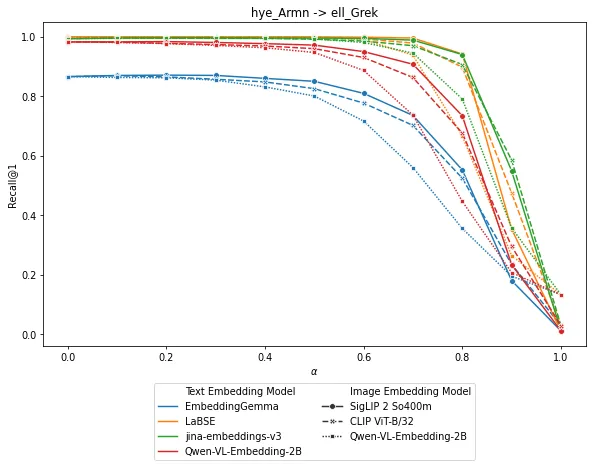 hye_Armn -> ell_Grek
Recall@1
1.0
0.8
0.6
0.4
0.2
0.0
0.0 0.2 0.4 0.6 0.8 1.0
α
Text Embedding Model Image Embedding Model
EmbeddingGemma SigLIP 2 So400m
LaBSE CLIP ViT-B/32
jina-embeddings-v3 Qwen-VL-Embedding-2B
Qwen-VL-Embedding-2B